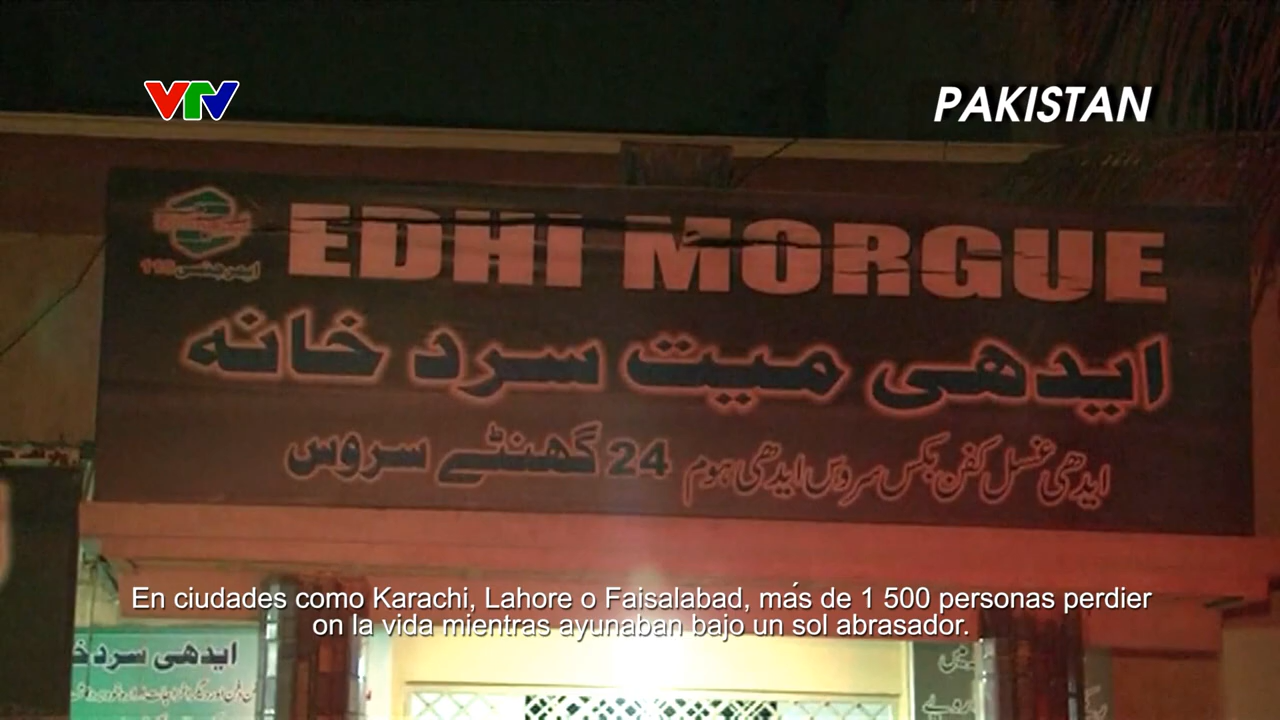 VTV
PAKISTAN
EDHI MORGUE
ایمرجنسی 115
ایدھی میت سرد خانہ
ایدھی غسل کفن بکس سروس ایدھی ہوم 24 گھنٹے سروس
En ciudades como Karachi, Lahore o Faisalabad, más de 1 500 personas perdier
on la vida mientras ayunaban bajo un sol abrasador.
ایدھی سرد